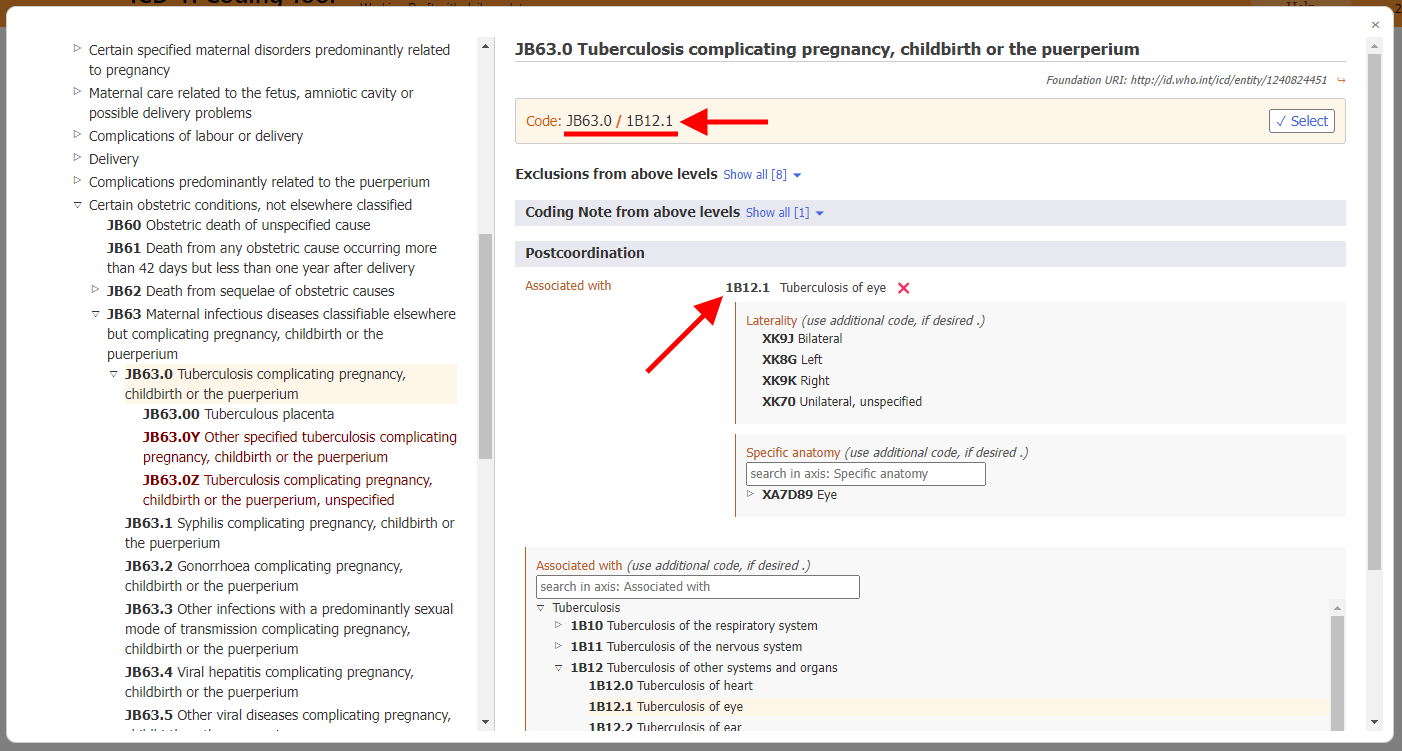 ICD-11 Coding Tool
Help
×
Certain specified maternal disorders predominantly related
to pregnancy
Maternal care related to the fetus, amniotic cavity or
possible delivery problems
Complications of labour or delivery
Delivery
Complications predominantly related to the puerperium
Certain obstetric conditions, not elsewhere classified
JB60 Obstetric death of unspecified cause
JB61 Death from any obstetric cause occurring more
than 42 days but less than one year after delivery
JB62 Death from sequelae of obstetric causes
JB63 Maternal infectious diseases classifiable elsewhere
but complicating pregnancy, childbirth or the
puerperium
JB63.0 Tuberculosis complicating pregnancy,
childbirth or the puerperium
JB63.00 Tuberculous placenta
JB63.0Y Other specified tuberculosis complicating
pregnancy, childbirth or the puerperium
JB63.0Z Tuberculosis complicating pregnancy,
childbirth or the puerperium, unspecified
JB63.1 Syphilis complicating pregnancy, childbirth or
the puerperium
JB63.2 Gonorrhoea complicating pregnancy,
childbirth or the puerperium
JB63.3 Other infections with a predominantly sexual
mode of transmission complicating pregnancy,
childbirth or the puerperium
JB63.4 Viral hepatitis complicating pregnancy,
childbirth or the puerperium
JB63.5 Other viral diseases complicating pregnancy,
JB63.0 Tuberculosis complicating pregnancy, childbirth or the puerperium
Foundation URI: http://id.who.int/icd/entity/1240824451
Code: JB63.0 / 1B12.1
✓ Select
Exclusions from above levels Show all [8]
Coding Note from above levels Show all [1]
Postcoordination
Associated with
1B12.1 Tuberculosis of eye
Laterality (use additional code, if desired .)
XK9J Bilateral
XK8G Left
XK9K Right
XK70 Unilateral, unspecified
Specific anatomy (use additional code, if desired .)
search in axis: Specific anatomy
XA7D89 Eye
Associated with (use additional code, if desired .)
search in axis: Associated with
Tuberculosis
1B10 Tuberculosis of the respiratory system
1B11 Tuberculosis of the nervous system
1B12 Tuberculosis of other systems and organs
1B12.0 Tuberculosis of heart
1B12.1 Tuberculosis of eye
1B12.2 Tuberculosis of ear